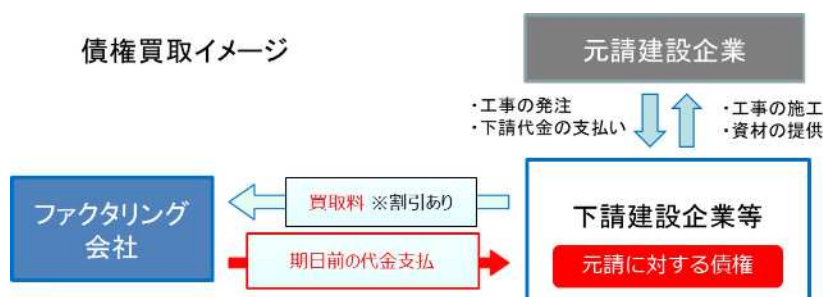 債権買取イメージ
元請建設企業
・工事の発注
・下請代金の支払い
・工事の施工
・資材の提供
ファクタリング
会社
買取料 ※割引あり
期日前の代金支払
下請建設企業等
元請に対する債権